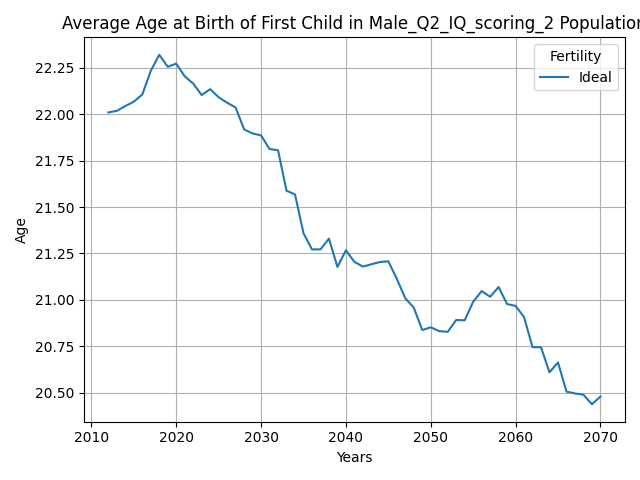 Average Age at Birth of First Child in Male_Q2_IQ_scoring_2 Population
Fertility
Ideal
22.25
22.00
21.75
21.50
21.25
21.00
20.75
20.50
Age
2010 2020 2030 2040 2050 2060 2070
Years